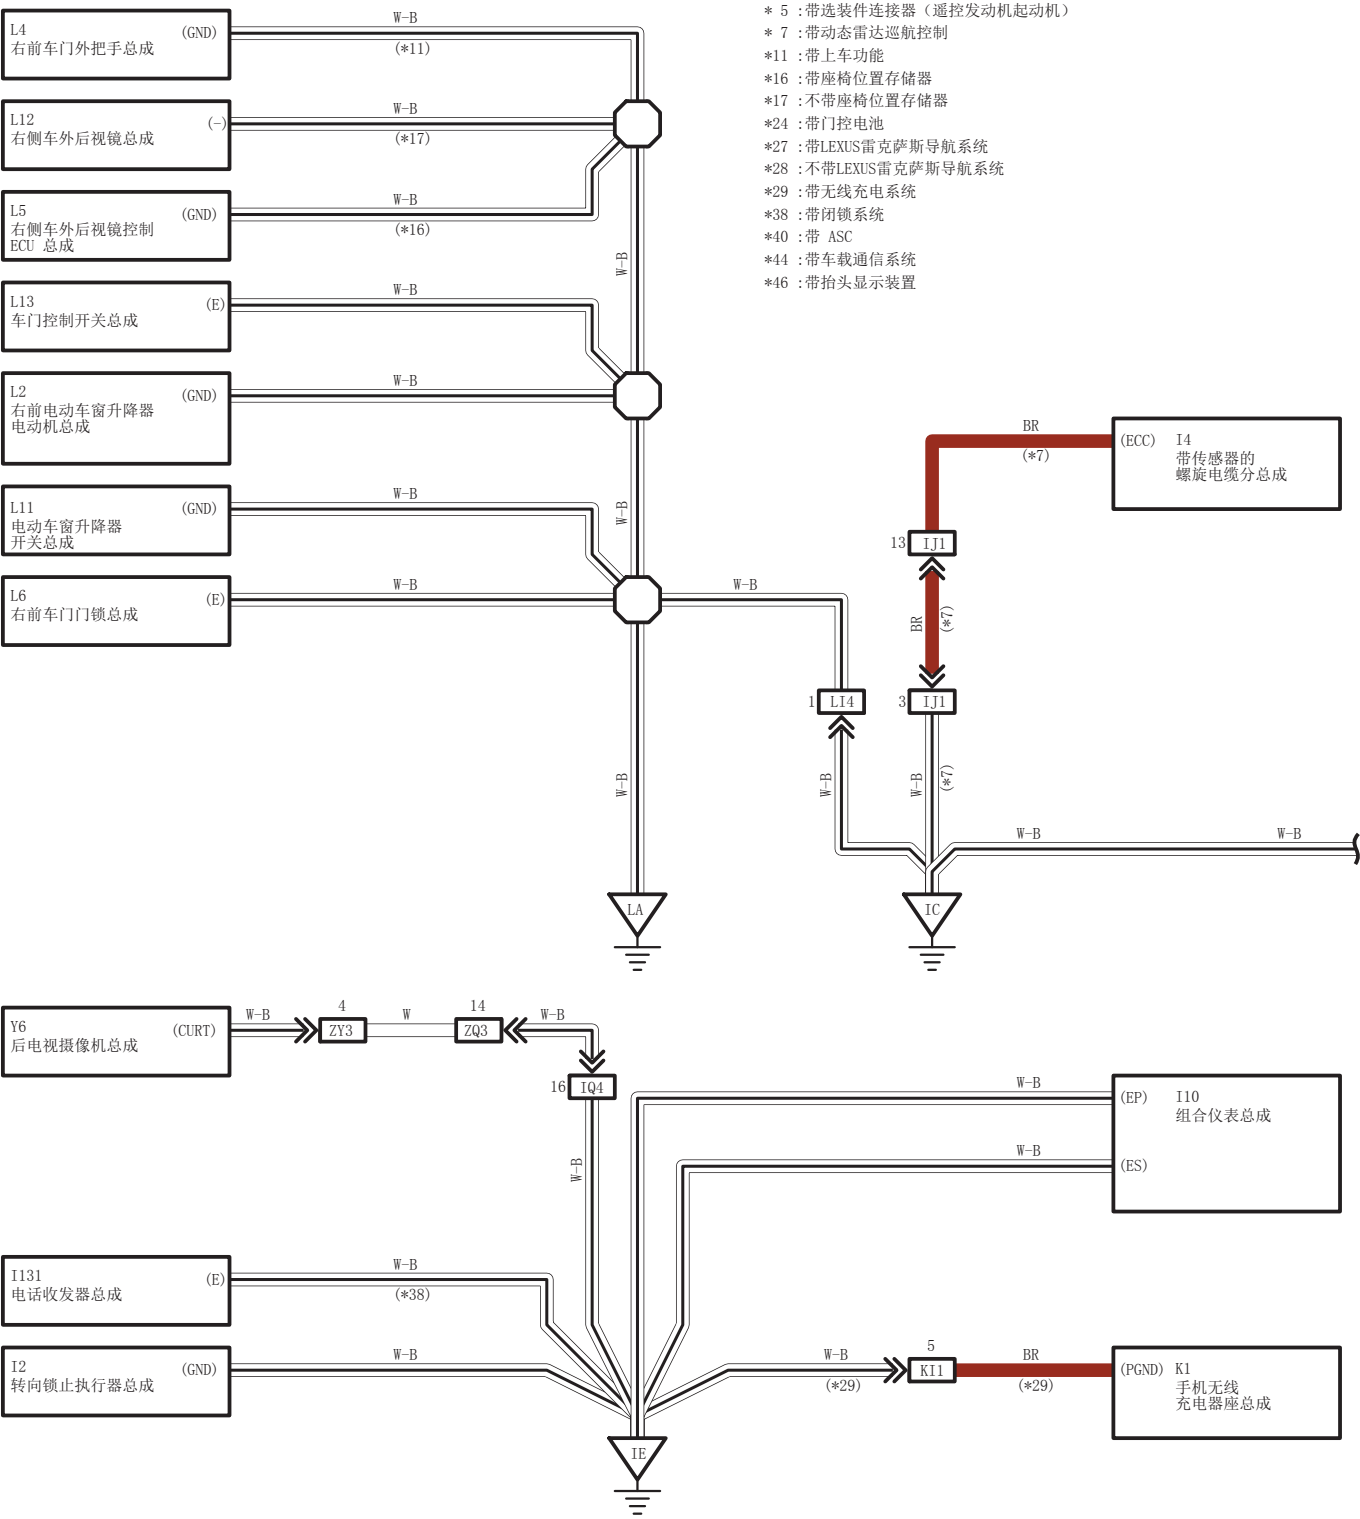 * 5 :带选装件连接器（遥控发动机起动机）
* 7 :带动态雷达巡航控制
*11 :带上车功能
*16 :带座椅位置存储器
*17 :不带座椅位置存储器
*24 :带门控电池
*27 :带LEXUS雷克萨斯导航系统
*28 :不带LEXUS雷克萨斯导航系统
*29 :带无线充电系统
*38 :带闭锁系统
*40 :带 ASC
*44 :带车载通信系统
*46 :带抬头显示装置
L4
右前车门外把手总成
(GND)
W-B
(*11)
L12
右侧车外后视镜总成
(-)
W-B
(*17)
L5
右侧车外后视镜控制
ECU 总成
(GND)
W-B
(*16)
W-B
L13
车门控制开关总成
(E)
W-B
L2
右前电动车窗升降器
电动机总成
(GND)
W-B
L11
电动车窗升降器
开关总成
(GND)
W-B
W-B
L6
右前车门门锁总成
(E)
W-B
W-B
BR
(*7)
(ECC)
I4
带传感器的
螺旋电缆分总成
13
IJ1
BR
(*7)
1
LI4
3
IJ1
W-B
W-B
W-B
(*7)
W-B
W-B
LA
IC
Y6
后电视摄像机总成
(CURT)
W-B
4
ZY3
W
14
ZQ3
W-B
16
IQ4
W-B
W-B
(EP)
I10
组合仪表总成
W-B
(ES)
I131
电话收发器总成
(E)
W-B
(*38)
I2
转向锁止执行器总成
(GND)
W-B
W-B
(*29)
5
KI1
BR
(*29)
(PGND)
K1
手机无线
充电器座总成
IE